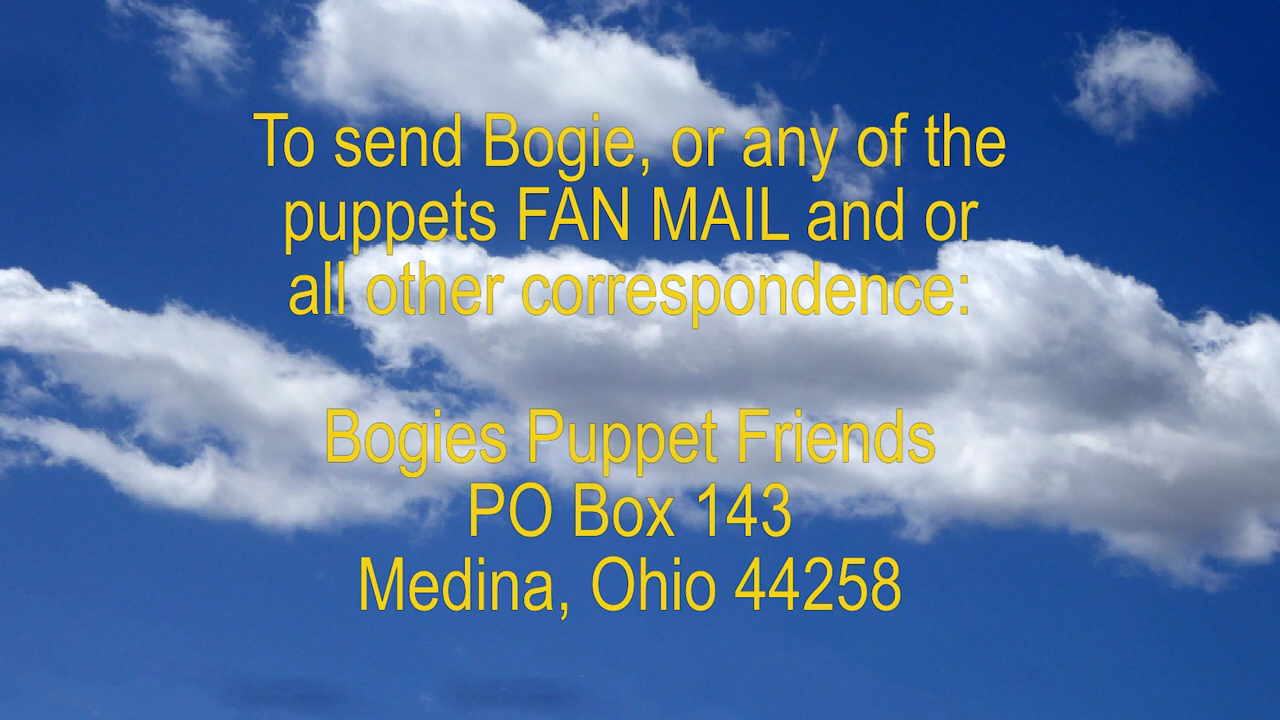 To send Bogie, or any of the
puppets FAN MAIL and or
all other correspondence:
Bogies Puppet Friends
PO Box 143
Medina, Ohio 44258